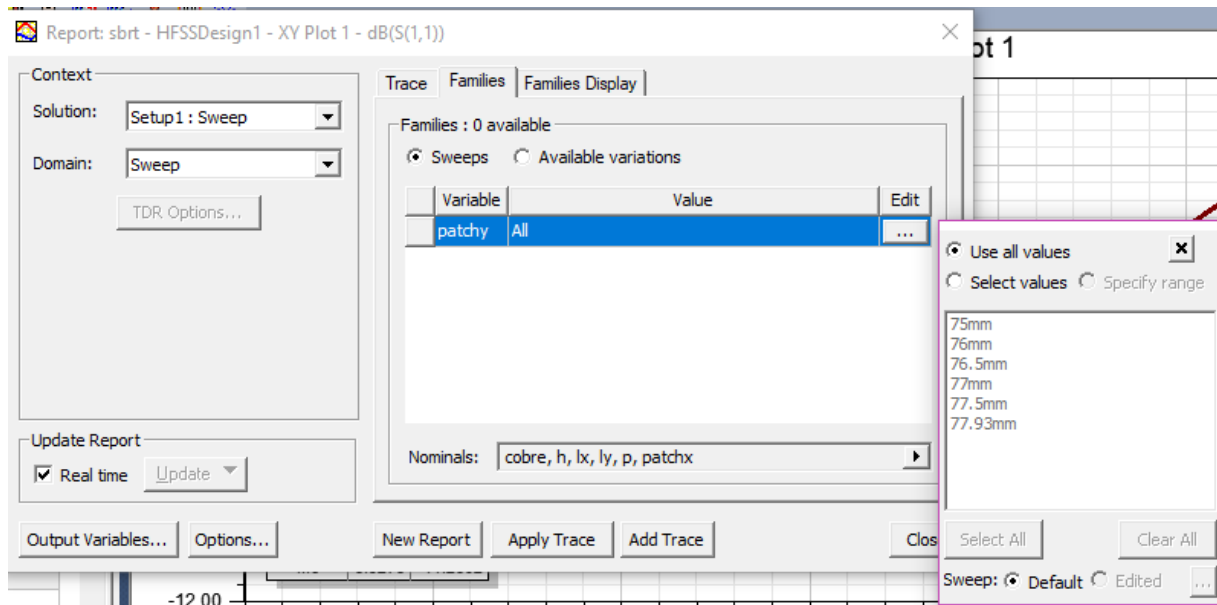 Report: sbrt - HFSSDesign1 - XY Plot 1 - dB(S(1,1))
ot 1
Context
Solution: Setup1 : Sweep
Domain: Sweep
TDR Options...
Trace Families Families Display
Families : 0 available
Sweeps Available variations
Variable Value Edit
patchy All ...
Nominals: cobre, h, lx, ly, p, patchx
Update Report
Real time Update
Output Variables... Options... New Report Apply Trace Add Trace Clos
Use all values x
Select values Specify range
75mm
76mm
76.5mm
77mm
77.5mm
77.93mm
Select All Clear All
Sweep: Default Edited ...
-12.00